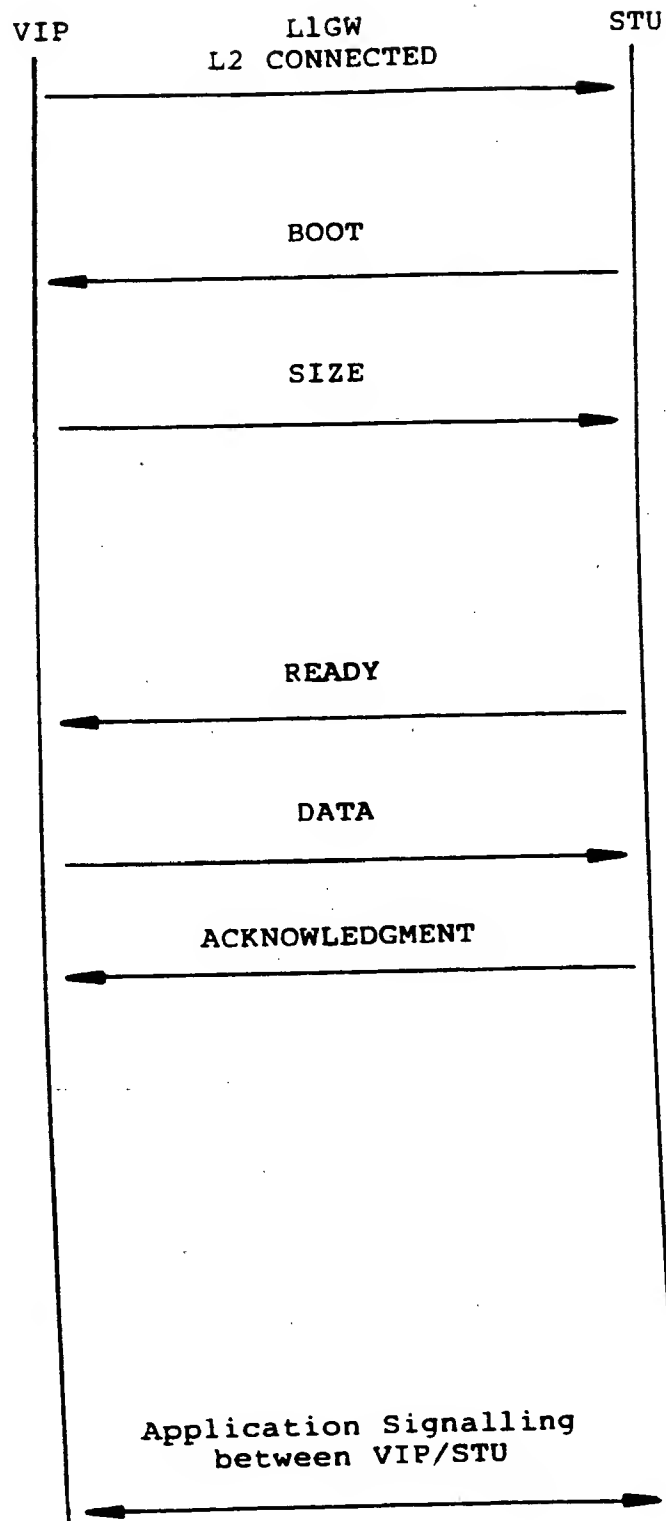 VIP L1GW STU
L2 CONNECTED
BOOT
SIZE
READY
DATA
ACKNOWLEDGMENT
Application Signalling
between VIP/STU